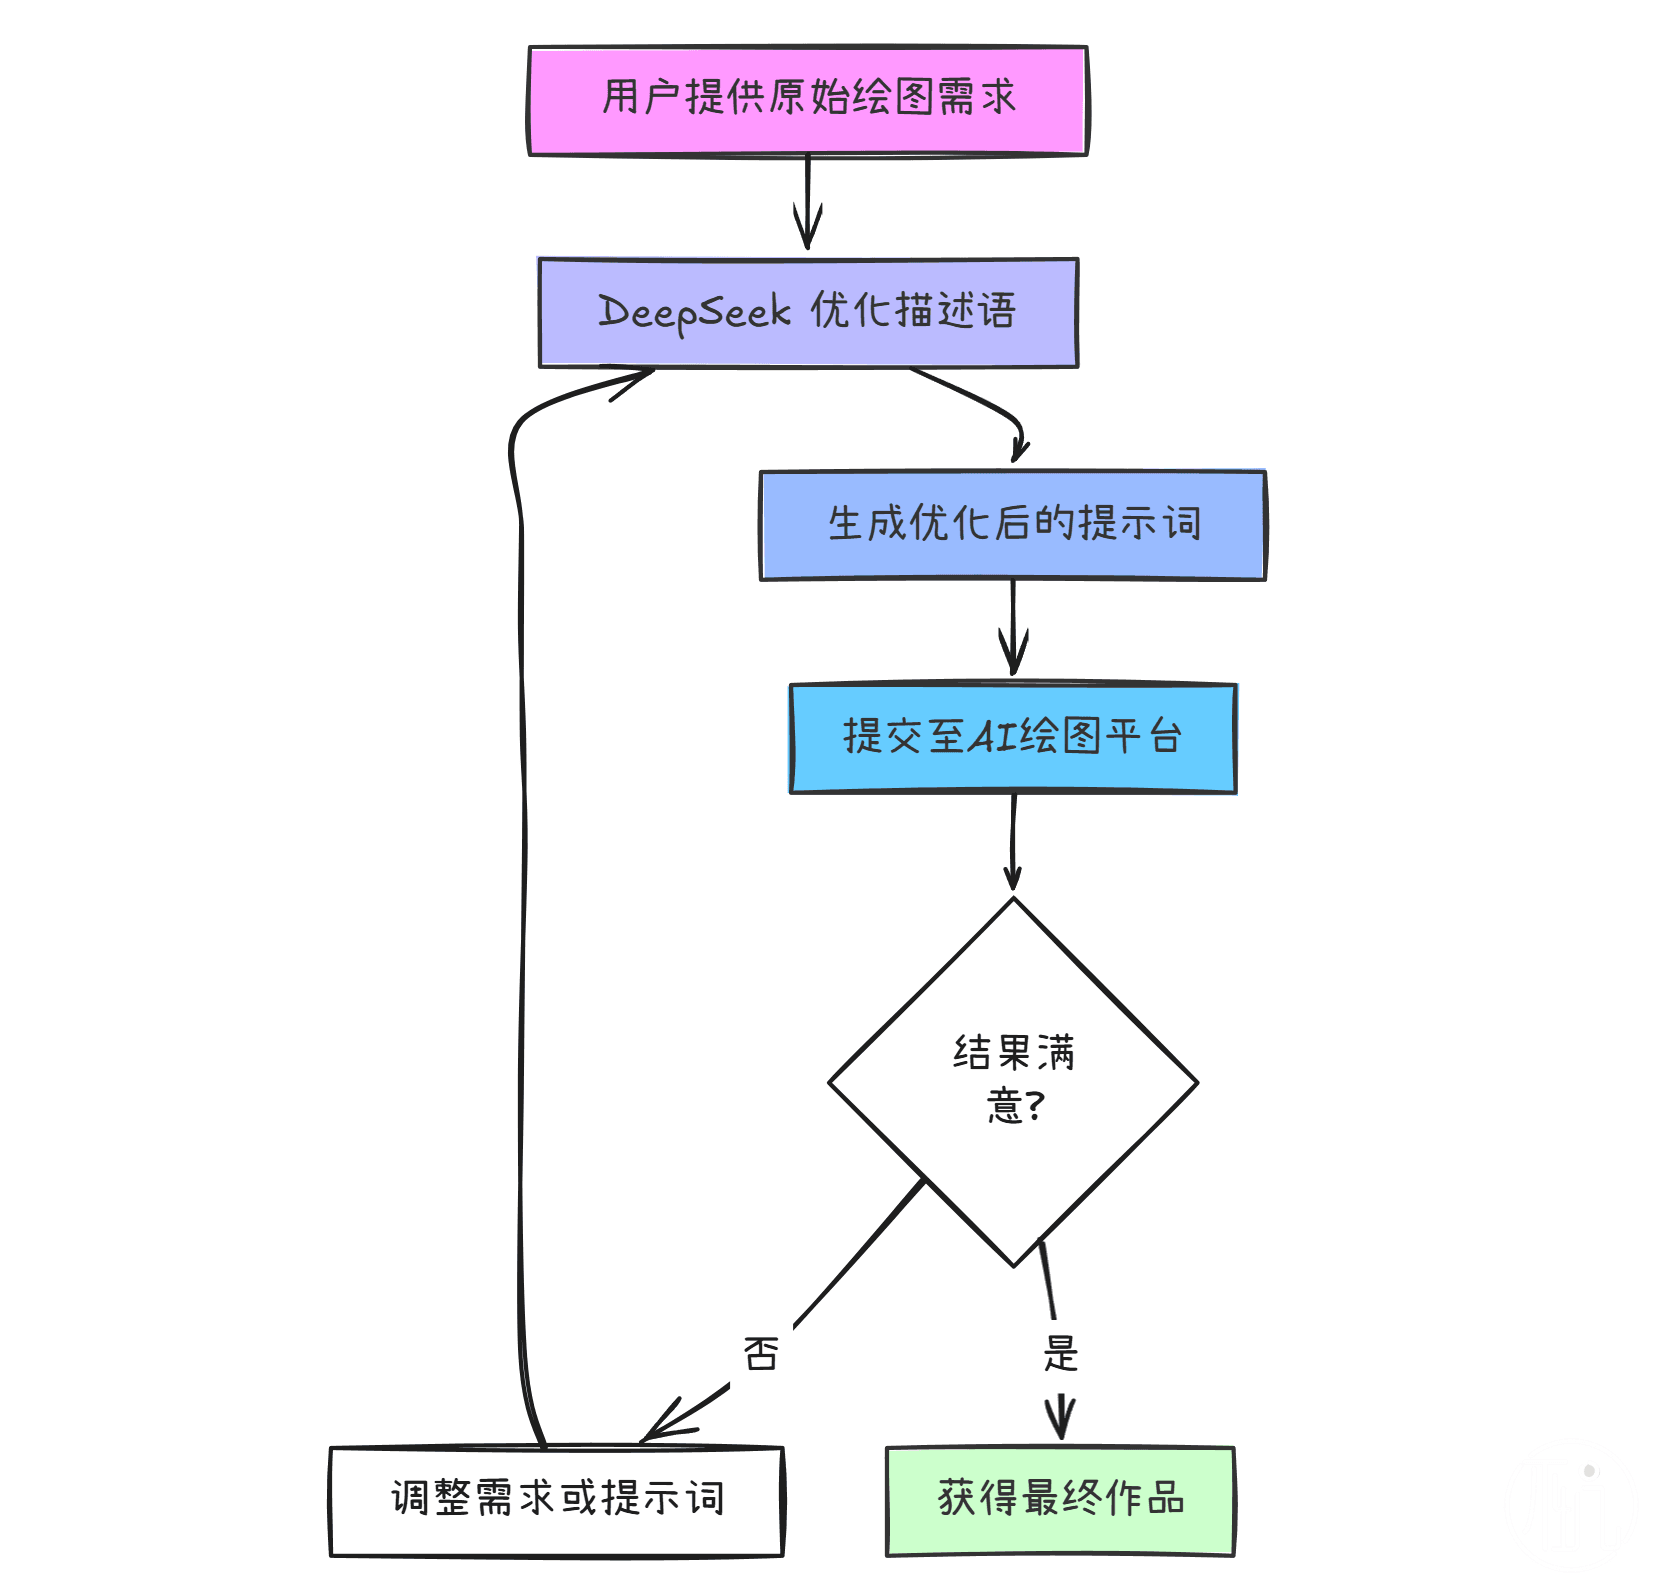 用户提供原始绘图需求
DeepSeek 优化描述语
生成优化后的提示词
提交至AI绘图平台
结果满
意?
否
是
调整需求或提示词
获得最终作品